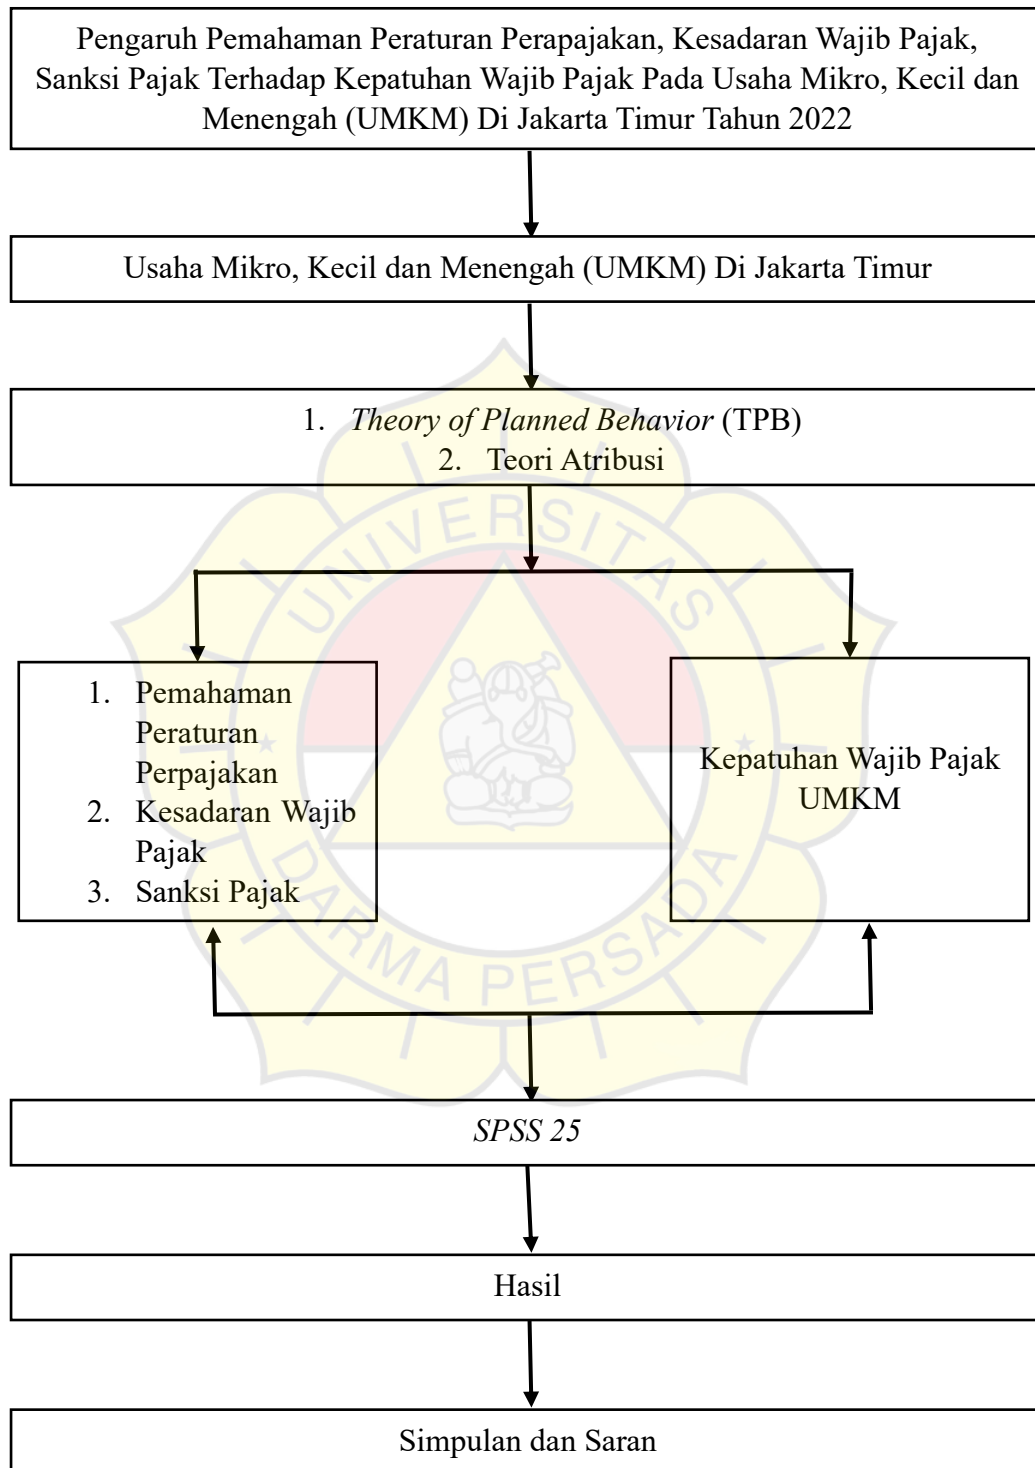 Pengaruh Pemahaman Peraturan Perapajakan, Kesadaran Wajib Pajak,
Sanksi Pajak Terhadap Kepatuhan Wajib Pajak Pada Usaha Mikro, Kecil dan
Menengah (UMKM) Di Jakarta Timur Tahun 2022
Usaha Mikro, Kecil dan Menengah (UMKM) Di Jakarta Timur
1. Theory of Planned Behavior (TPB)
2. Teori Atribusi
UNIVERSITAS
1. Pemahaman
Peraturan
Perpajakan
2. Kesadaran Wajib
Pajak
3. Sanksi Pajak
Kepatuhan Wajib Pajak
UMKM
DARMA PERSADA
SPSS 25
Hasil
Simpulan dan Saran